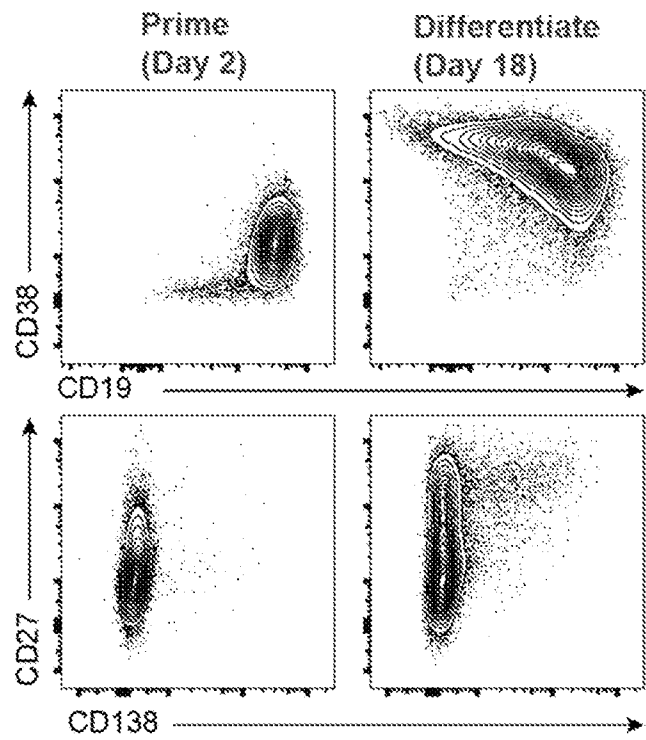 Prime
(Day 2)
Differentiate
(Day 18)
CD38
CD19
CD27
CD138